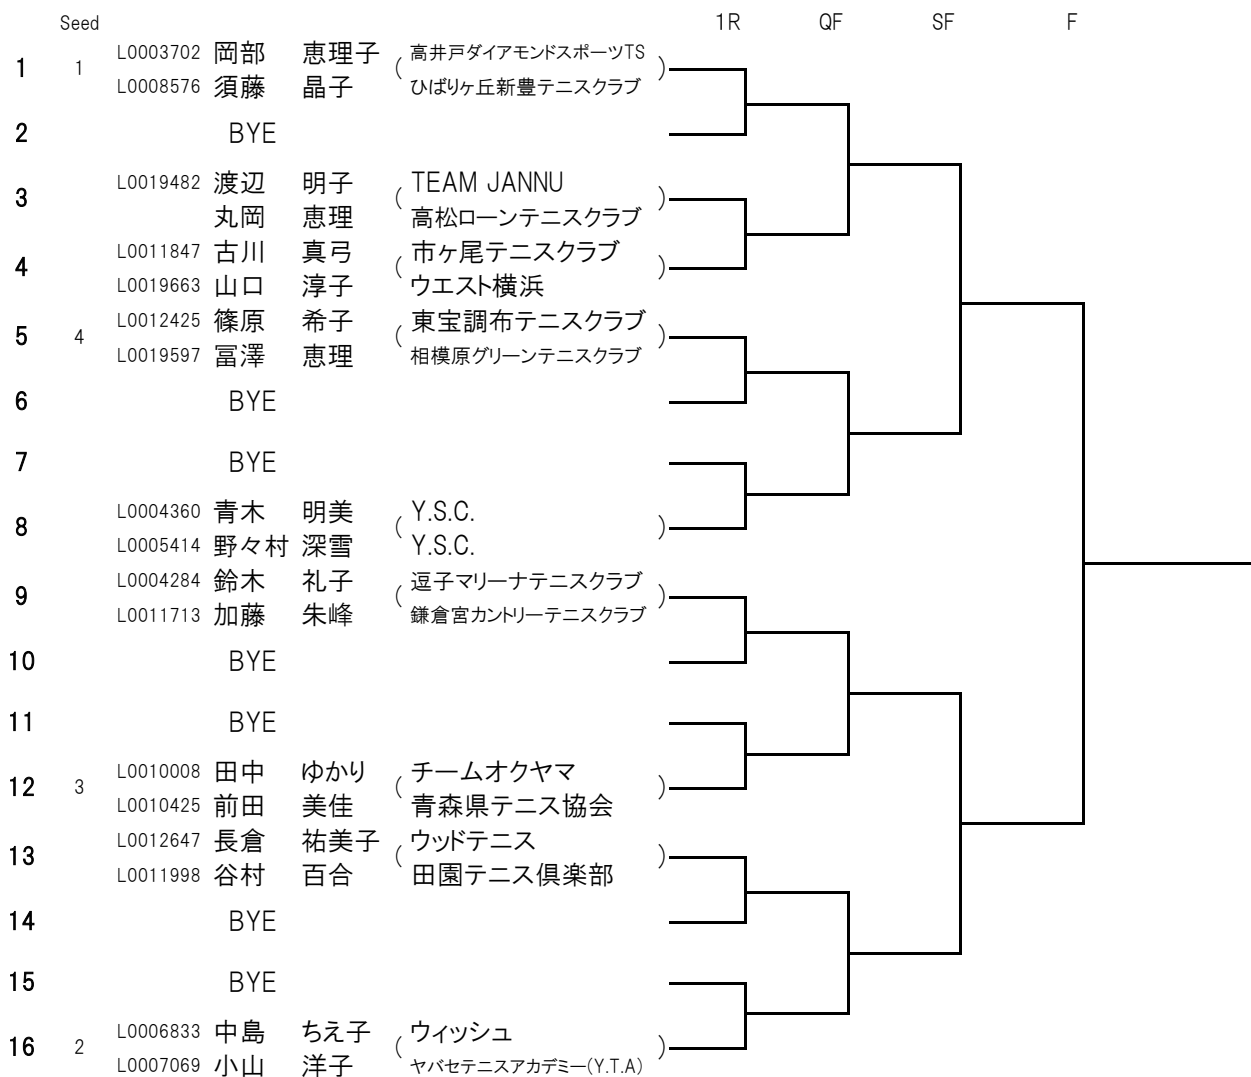 Seed 1R QF SF F
1 1 L0003702 岡部 恵理子 ( 高井戸ダイアモンドスポーツTS )
L0008576 須藤 晶子 ひばりヶ丘新豊テニスクラブ
2 BYE
3 L0019482 渡辺 明子 ( TEAM JANNU )
丸岡 恵理 高松ローンテニスクラブ
4 L0011847 古川 真弓 ( 市ヶ尾テニスクラブ )
L0019663 山口 淳子 ウエスト横浜
5 4 L0012425 篠原 希子 ( 東宝調布テニスクラブ )
L0019597 冨澤 恵理 相模原グリーンテニスクラブ
6 BYE
7 BYE
8 L0004360 青木 明美 ( Y.S.C. )
L0005414 野々村 深雪 Y.S.C.
9 L0004284 鈴木 礼子 ( 逗子マリーナテニスクラブ )
L0011713 加藤 朱峰 鎌倉宮カントリーテニスクラブ
10 BYE
11 BYE
12 3 L0010008 田中 ゆかり ( チームオクヤマ )
L0010425 前田 美佳 青森県テニス協会
13 L0012647 長倉 祐美子 ( ウッドテニス )
L0011998 谷村 百合 田園テニス倶楽部
14 BYE
15 BYE
16 2 L0006833 中島 ちえ子 ( ウィッシュ )
L0007069 小山 洋子 ヤバセテニスアカデミー(Y.T.A)